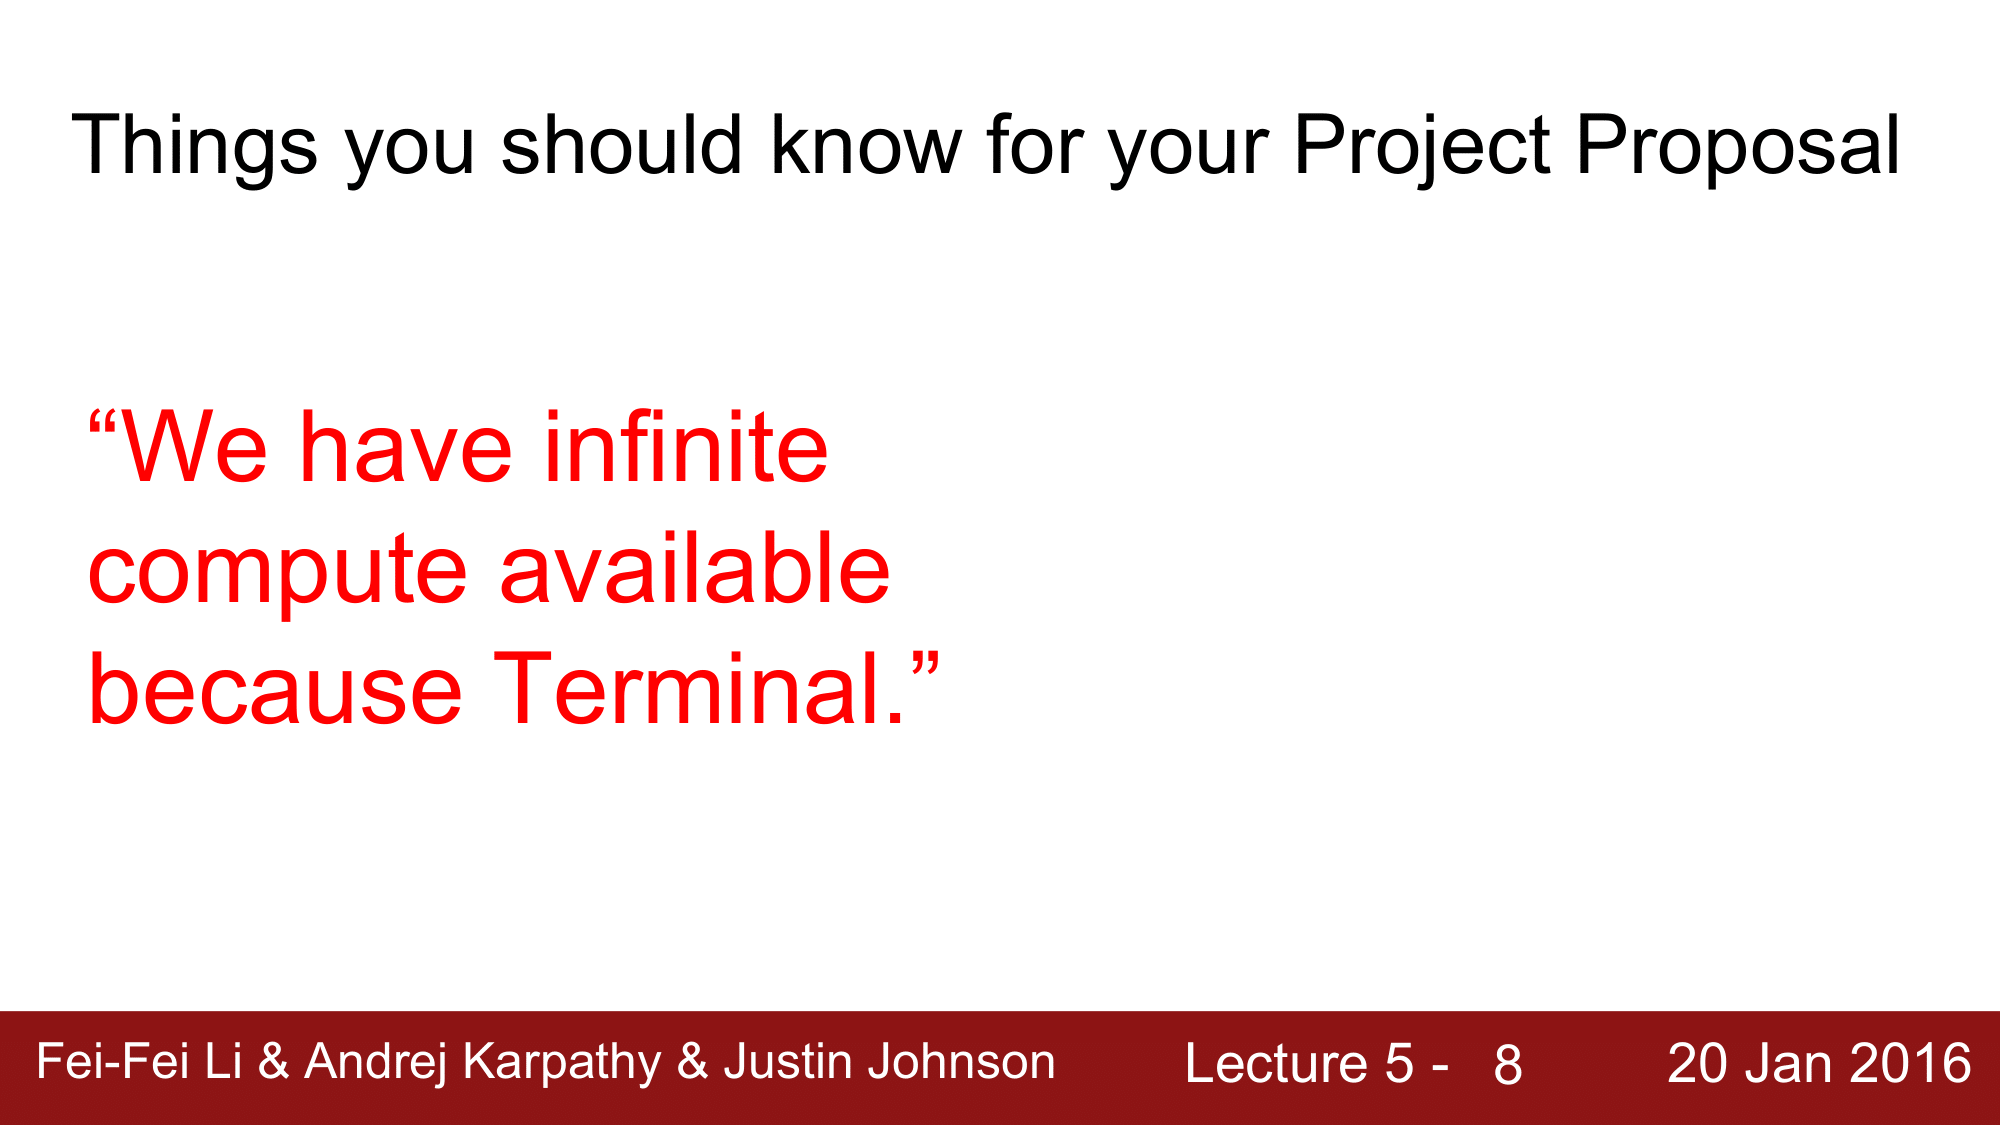 Things you should know for your Project Proposal
“We have infinite
compute available
because Terminal.”
Fei-Fei Li & Andrej Karpathy & Justin Johnson Lecture 5 - 8 20 Jan 2016